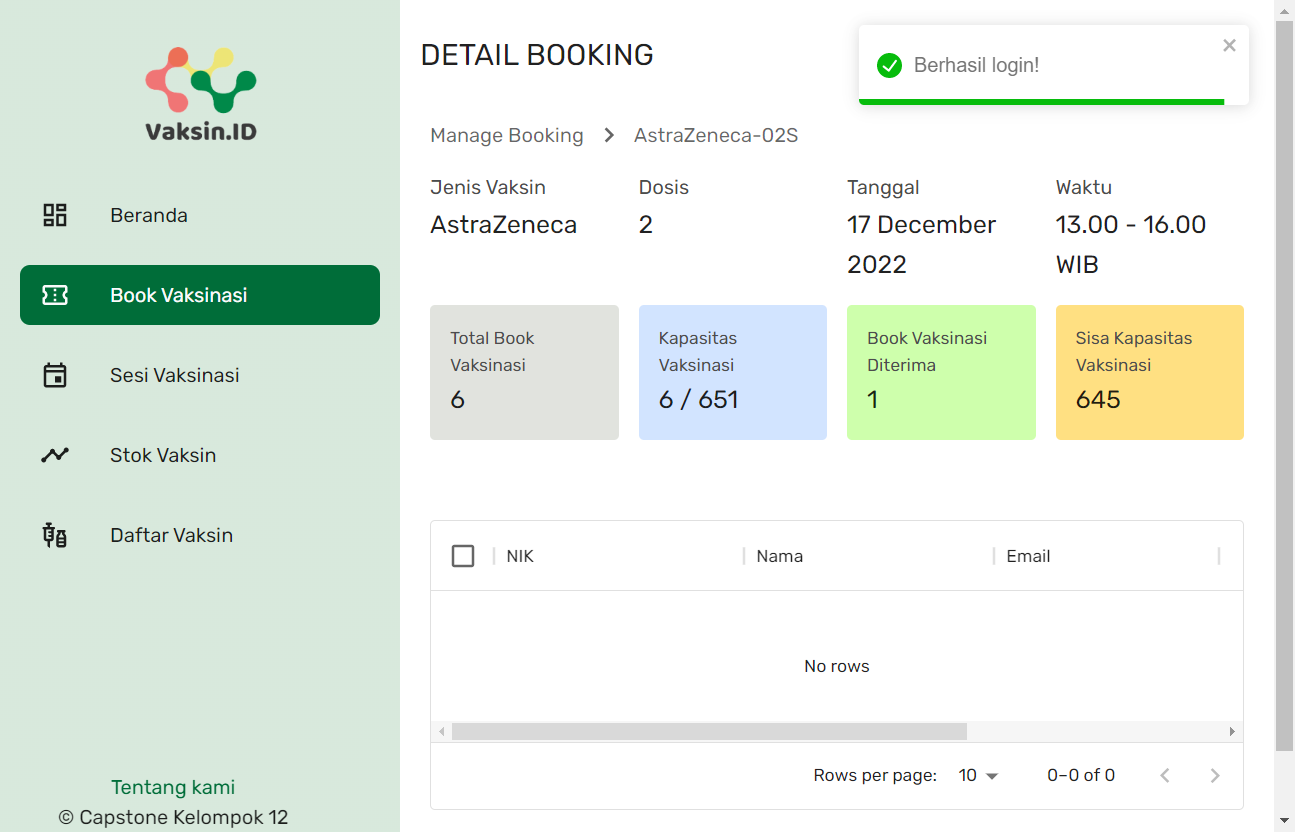 Vaksin.ID
Beranda
Book Vaksinasi
Sesi Vaksinasi
Stok Vaksin
Daftar Vaksin
Tentang kami
© Capstone Kelompok 12
DETAIL BOOKING
Berhasil login!
Manage Booking > AstraZeneca-02S
Jenis Vaksin
AstraZeneca
Dosis
2
Tanggal
17 December
2022
Waktu
13.00 - 16.00
WIB
Total Book
Vaksinasi
6
Kapasitas
Vaksinasi
6 / 651
Book Vaksinasi
Diterima
1
Sisa Kapasitas
Vaksinasi
645
NIK Nama Email
No rows
Rows per page: 10 0–0 of 0